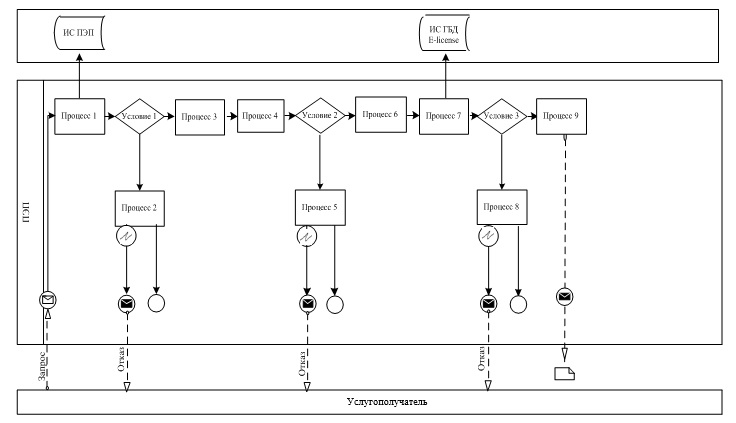 ИС ПЭП
ИС ГБД
E-license
Процесс 1
Условие 1
Процесс 3
Процесс 4
Условие 2
Процесс 6
Процесс 7
Условие 3
Процесс 9
Процесс 2
Процесс 5
Процесс 8
ПЭП
Запрос
Отказ
Отказ
Отказ
Услугополучатель